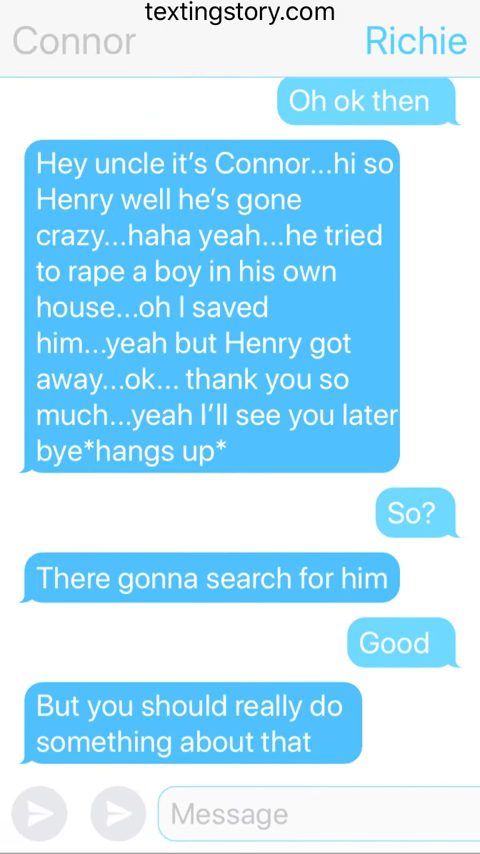 textingstory.com
Connor
Richie
Oh ok then
Hey uncle it's Connor...hi so
Henry well he's gone
crazy...haha yeah...he tried
to rape a boy in his own
house...oh I saved
him...yeah but Henry got
away...ok... thank you so
much...yeah I'll see you later
bye*hangs up*
So?
There gonna search for him
Good
But you should really do
something about that
Message